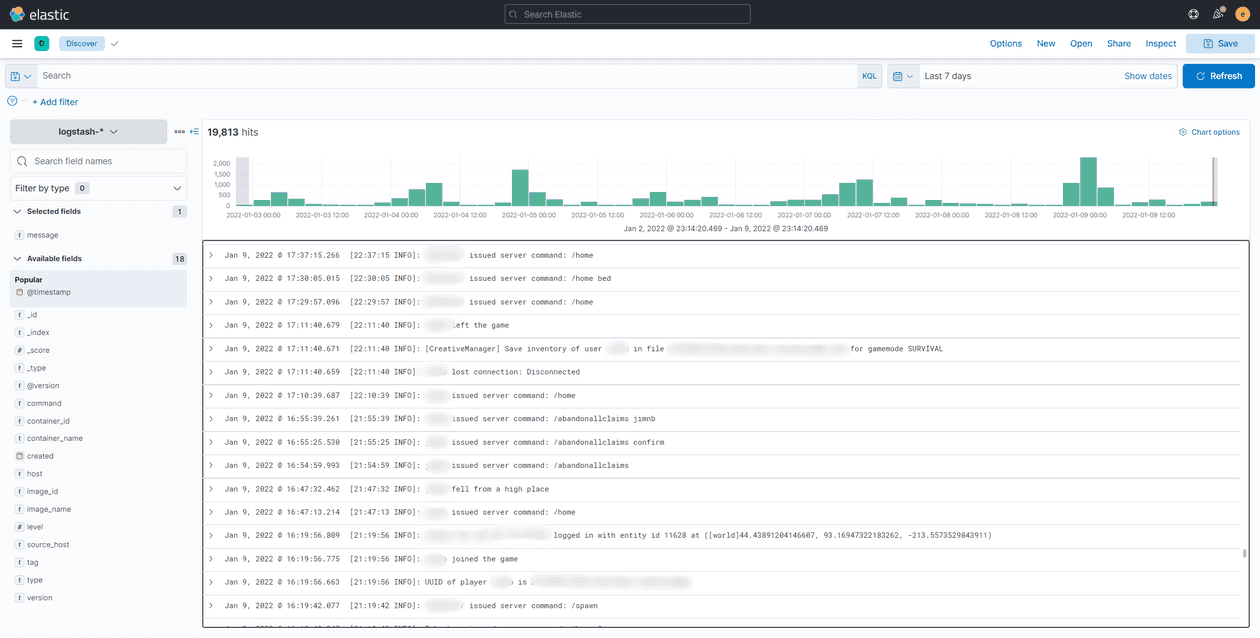 elastic
Search Elastic
e
D
Discover
Options New Open Share Inspect Save
Search
KQL
Last 7 days
Show dates
Refresh
+ Add filter
logstash-*
19,813 hits
Chart options
Search field names
Filter by type 0
Selected fields 1
t message
Available fields 18
Popular
@timestamp
t _id
t _index
# _score
t _type
t @version
t command
t container_id
t container_name
created
t host
t image_id
t image_name
# level
t source_host
t tag
t type
t version
2,000
1,500
1,000
500
0
2022-01-03 00:00 2022-01-03 12:00 2022-01-04 00:00 2022-01-04 12:00 2022-01-05 00:00 2022-01-05 12:00 2022-01-06 00:00 2022-01-06 12:00 2022-01-07 00:00 2022-01-07 12:00 2022-01-08 00:00 2022-01-08 12:00 2022-01-09 00:00 2022-01-09 12:00
Jan 2, 2022 @ 23:14:20.469 - Jan 9, 2022 @ 23:14:20.469
Jan 9, 2022 @ 17:37:15.266 [22:37:15 INFO]: issued server command: /home
Jan 9, 2022 @ 17:30:05.015 [22:30:05 INFO]: issued server command: /home bed
Jan 9, 2022 @ 17:29:57.096 [22:29:57 INFO]: issued server command: /home
Jan 9, 2022 @ 17:11:40.679 [22:11:40 INFO]: left the game
Jan 9, 2022 @ 17:11:40.671 [22:11:40 INFO]: [CreativeManager] Save inventory of user in file for gamemode SURVIVAL
Jan 9, 2022 @ 17:11:40.659 [22:11:40 INFO]: lost connection: Disconnected
Jan 9, 2022 @ 17:10:39.687 [22:10:39 INFO]: issued server command: /home
Jan 9, 2022 @ 16:55:39.261 [21:55:39 INFO]: issued server command: /abandonallclaims jimnb
Jan 9, 2022 @ 16:55:25.530 [21:55:25 INFO]: issued server command: /abandonallclaims confirm
Jan 9, 2022 @ 16:54:59.993 [21:54:59 INFO]: issued server command: /abandonallclaims
Jan 9, 2022 @ 16:47:32.462 [21:47:32 INFO]: fell from a high place
Jan 9, 2022 @ 16:47:13.214 [21:47:13 INFO]: issued server command: /home
Jan 9, 2022 @ 16:19:56.809 [21:19:56 INFO]: logged in with entity id 11628 at ([world]44.43891204146607, 93.16947322183262, -213.5573529843911)
Jan 9, 2022 @ 16:19:56.775 [21:19:56 INFO]: joined the game
Jan 9, 2022 @ 16:19:56.663 [21:19:56 INFO]: UUID of player is
Jan 9, 2022 @ 16:19:42.077 [21:19:42 INFO]: issued server command: /spawn